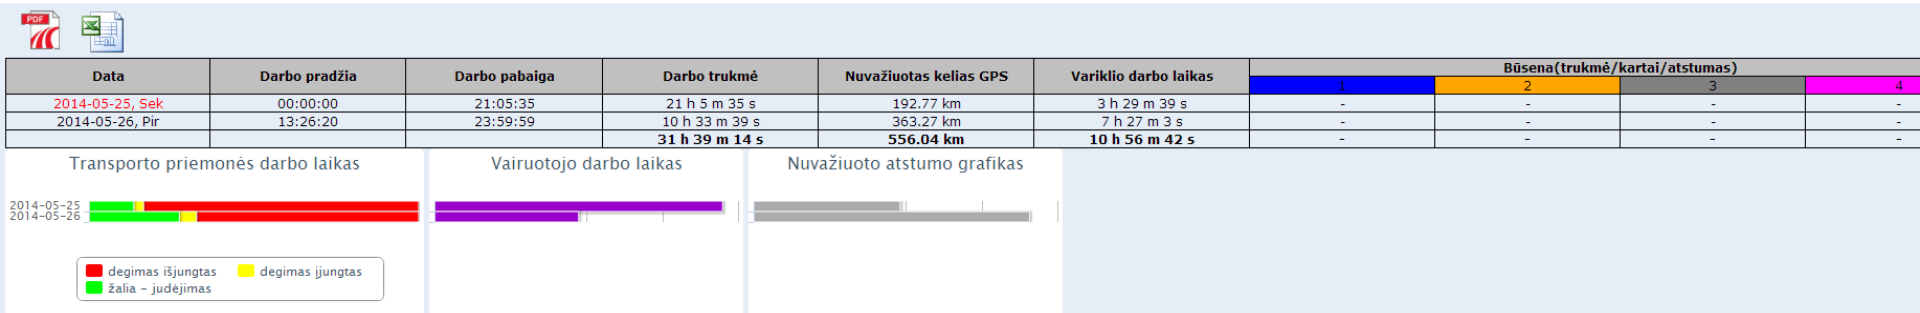 PDF
Data Darbo pradžia Darbo pabaiga Darbo trukmė Nuvažiuotas kelias GPS Variklio darbo laikas Būsena(trukmė/kartai/atstumas)
1 2 3 4
2014-05-25, Sek 00:00:00 21:05:35 21 h 5 m 35 s 192.77 km 3 h 29 m 39 s - - - -
2014-05-26, Pir 13:26:20 23:59:59 10 h 33 m 39 s 363.27 km 7 h 27 m 3 s - - - -
31 h 39 m 14 s 556.04 km 10 h 56 m 42 s - - - -
Transporto priemonės darbo laikas Vairuotojo darbo laikas Nuvažiuoto atstumo grafikas
2014-05-25
2014-05-26
degimas išjungtas degimas įjungtas
žalia - judėjimas